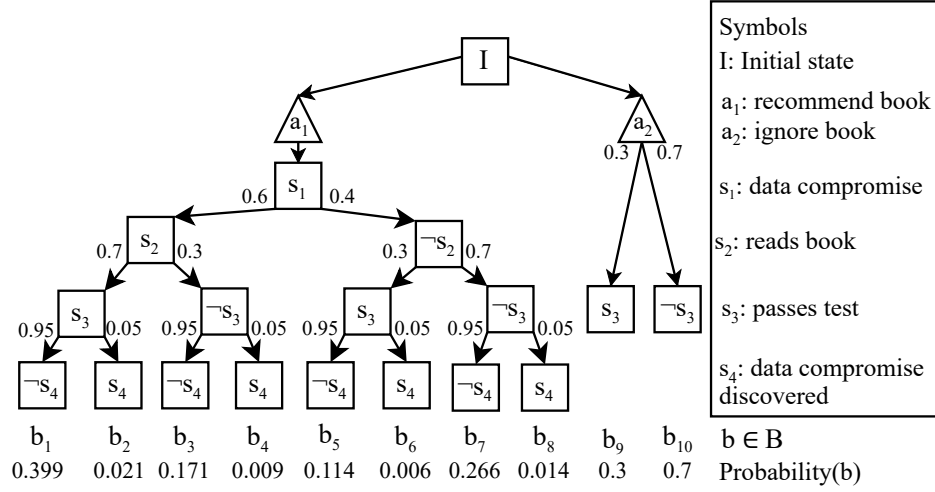 Symbols
I: Initial state
a₁: recommend book
a₂: ignore book
s₁: data compromise
s₂: reads book
s₃: passes test
s₄: data compromise
discovered
I
a₁ a₂
0.3 0.7
s₁
0.6 0.4
s₂ ¬s₂
0.7 0.3 0.3 0.7
s₃ ¬s₃ s₃ ¬s₃ s₃ ¬s₃
0.95 0.05 0.95 0.05 0.95 0.05 0.95 0.05
¬s₄ s₄ ¬s₄ s₄ ¬s₄ s₄ ¬s₄ s₄
b₁ b₂ b₃ b₄ b₅ b₆ b₇ b₈ b₉ b₁₀ b ∈ B
0.399 0.021 0.171 0.009 0.114 0.006 0.266 0.014 0.3 0.7 Probability(b)